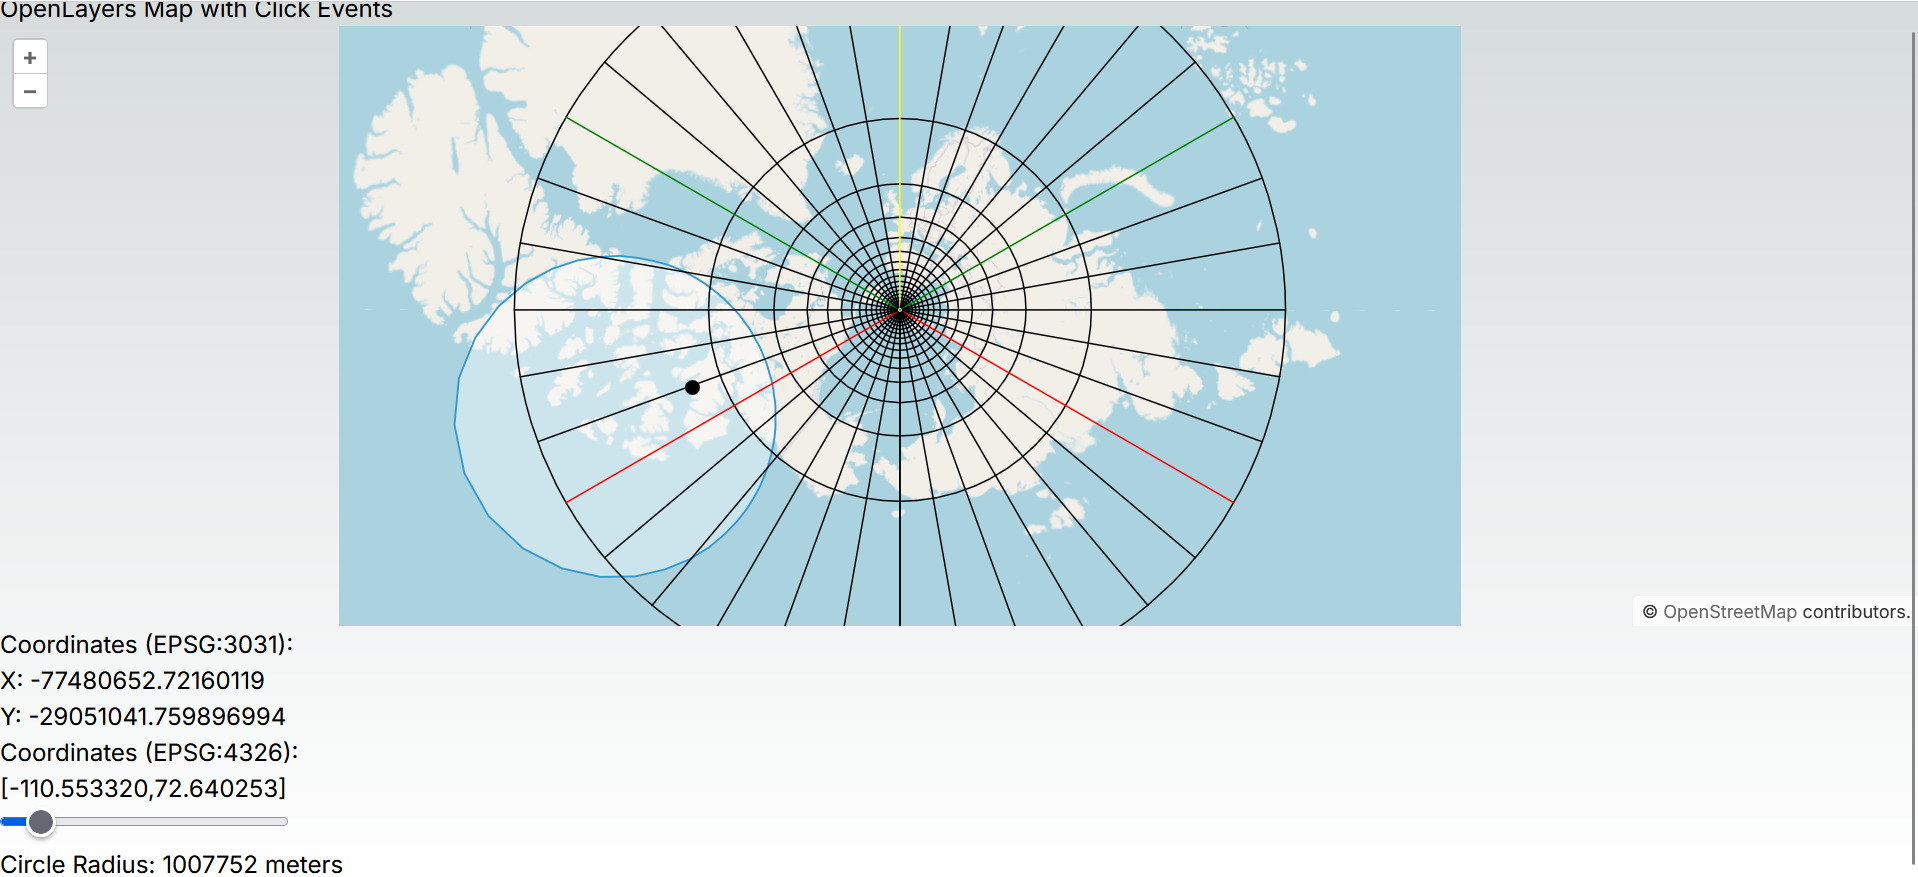 OpenLayers Map with Click Events
+
−
© OpenStreetMap contributors.
Coordinates (EPSG:3031):
X: -77480652.72160119
Y: -29051041.759896994
Coordinates (EPSG:4326):
[-110.553320,72.640253]
Circle Radius: 1007752 meters